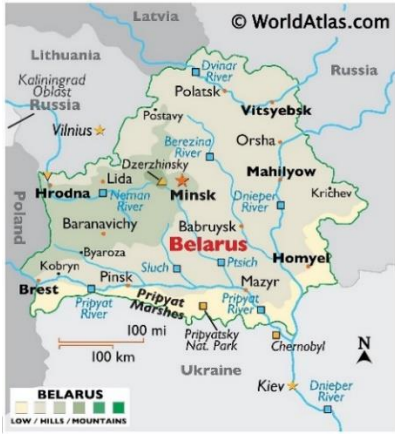 © WorldAtlas.com
Latvia
Lithuania
Dvinar
River
Russia
Kaliningrad
Oblast
Russia
Polatsk
Vitsyebsk
Postavy
Vilnius
Berezina
River
Orsha
Dzerzhinsky
Lida
Mahilyow
Hrodna
Neman
River
Minsk
Dnieper
River
Krichev
Poland
Baranavichy
Babruysk
Belarus
Byaroza
Homyel
Kobryn
Sluch
Ptsich
Pinsk
Mazyr
Brest
Pripyat
River
Pripyat
Marshes
Pripyat
River
100 mi
100 km
Pripyatsky
Nat. Park
Chernobyl
N
Ukraine
Kiev
Dnieper
River
BELARUS
LOW / HILLS / MOUNTAINS